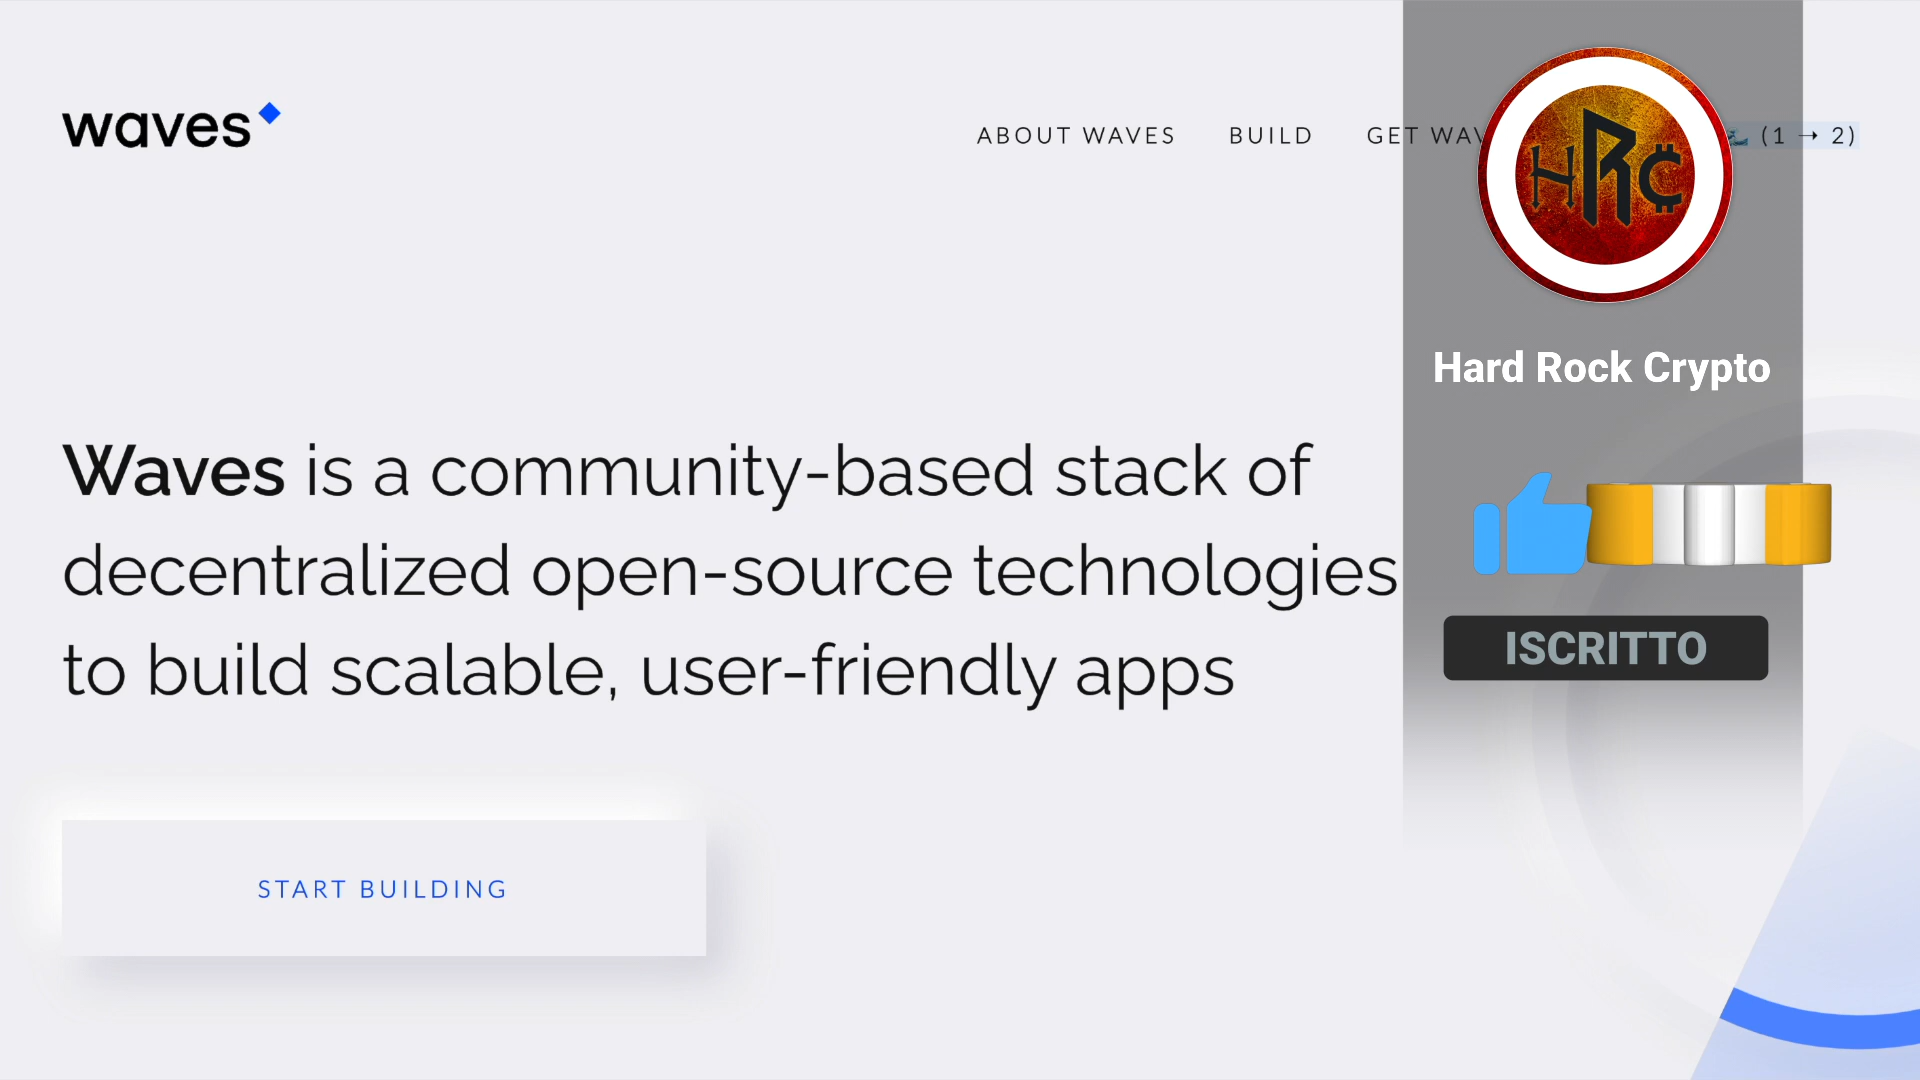 waves
ABOUT WAVES BUILD GET WAV (1 → 2)
HRC
Hard Rock Crypto
Waves is a community-based stack of
decentralized open-source technologies
to build scalable, user-friendly apps
ISCRITTO
START BUILDING